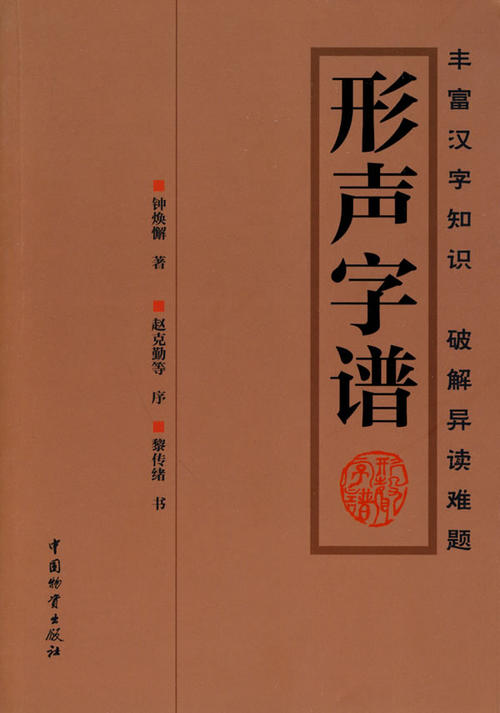 丰富汉字知识 破解异读难题
形声字谱
钟焕懈 著
赵克勤等 序
黎传绪 书
中国物资出版社